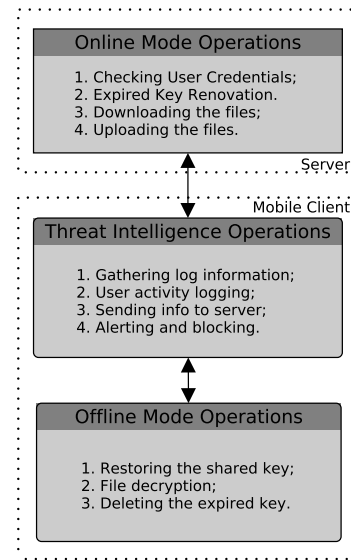 Online Mode Operations
1. Checking User Credentials;
2. Expired Key Renovation.
3. Downloading the files;
4. Uploading the files.
Server
Mobile Client
Threat Intelligence Operations
1. Gathering log information;
2. User activity logging;
3. Sending info to server;
4. Alerting and blocking.
Offline Mode Operations
1. Restoring the shared key;
2. File decryption;
3. Deleting the expired key.